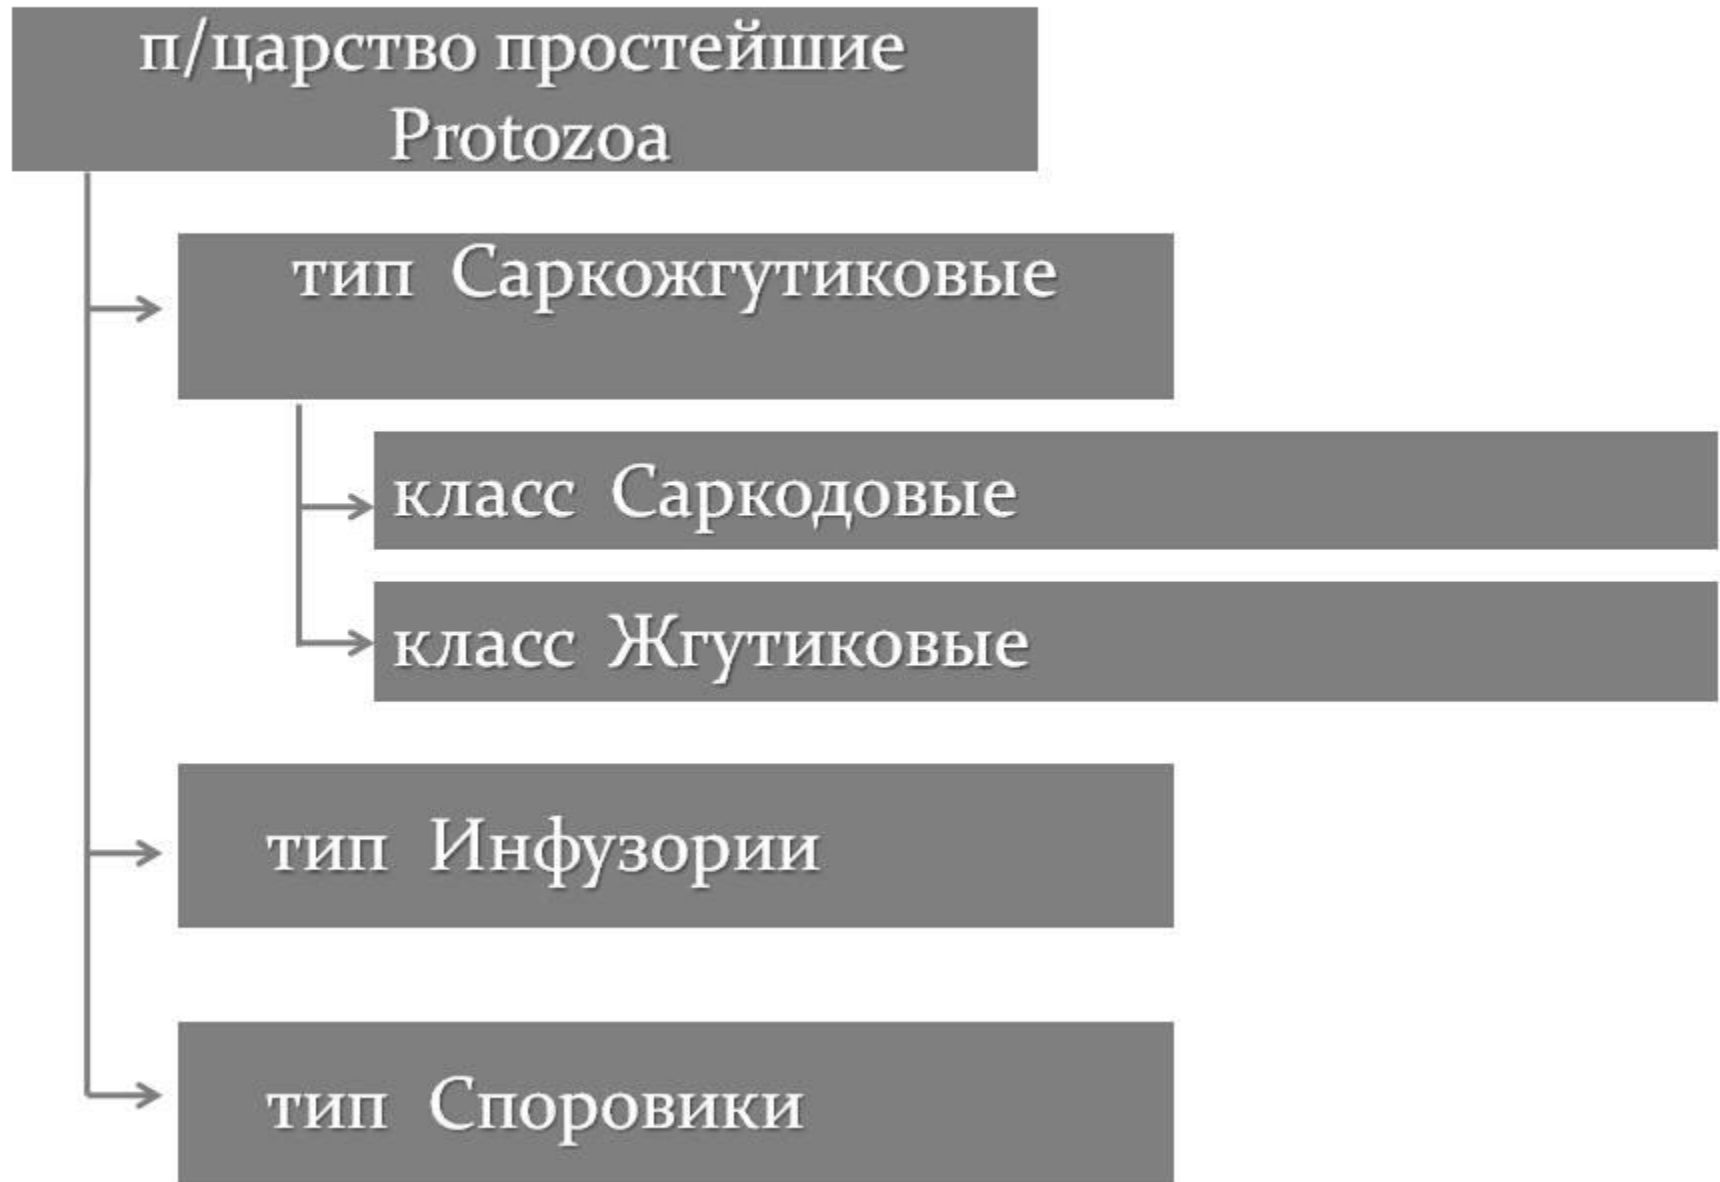 п/царство простейшие
Protozoa
тип Саркожгутиковые
класс Саркодовые
класс Жгутиковые
тип Инфузории
тип Споровики